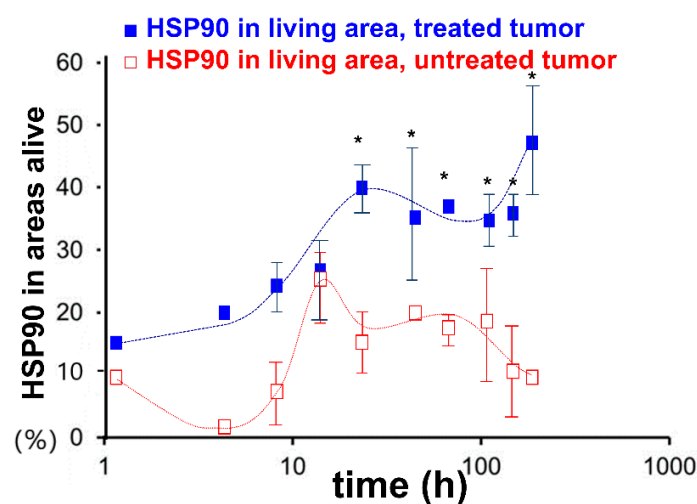 HSP90 in living area, treated tumor
HSP90 in living area, untreated tumor
HSP90 in areas alive
60
50
40
30
20
10
(%) 0
* * * * * *
1 10 100 1000
time (h)